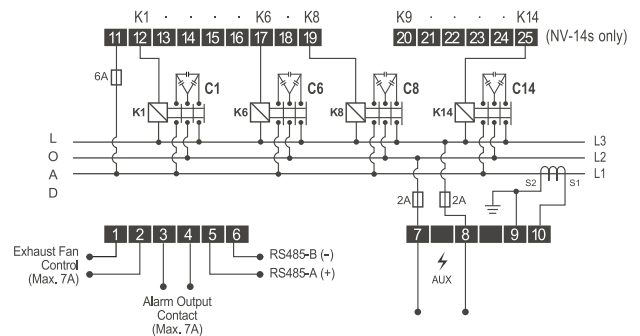 K1 · · · K6 · K8 K9 · · · · K14
11 12 13 14 15 16 17 18 19 20 21 22 23 24 25 (NV-14s only)
6A C1 C6 C8 C14
K1 K6 K8 K14
L L3
O L2
A L1
D
S2 S1
2A 2A
1 2 3 4 5 6 7 8 9 10
Exhaust Fan
Control
(Max. 7A)
RS485-B (-)
RS485-A (+)
AUX
Alarm Output
Contact
(Max. 7A)